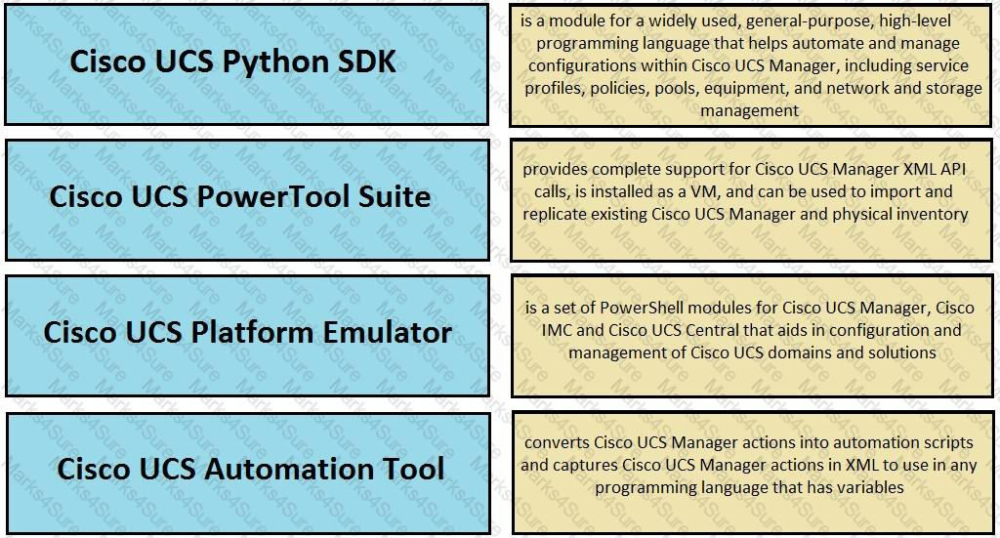 Cisco UCS Python SDK
is a module for a widely used, general-purpose, high-level
programming language that helps automate and manage
configurations within Cisco UCS Manager, including service
profiles, policies, pools, equipment, and network and storage
management
Cisco UCS PowerTool Suite
provides complete support for Cisco UCS Manager XML API
calls, is installed as a VM, and can be used to import and
replicate existing Cisco UCS Manager and physical inventory
Cisco UCS Platform Emulator
is a set of PowerShell modules for Cisco UCS Manager, Cisco
IMC and Cisco UCS Central that aids in configuration and
management of Cisco UCS domains and solutions
Cisco UCS Automation Tool
converts Cisco UCS Manager actions into automation scripts
and captures Cisco UCS Manager actions in XML to use in any
programming language that has variables
Marks4Sure